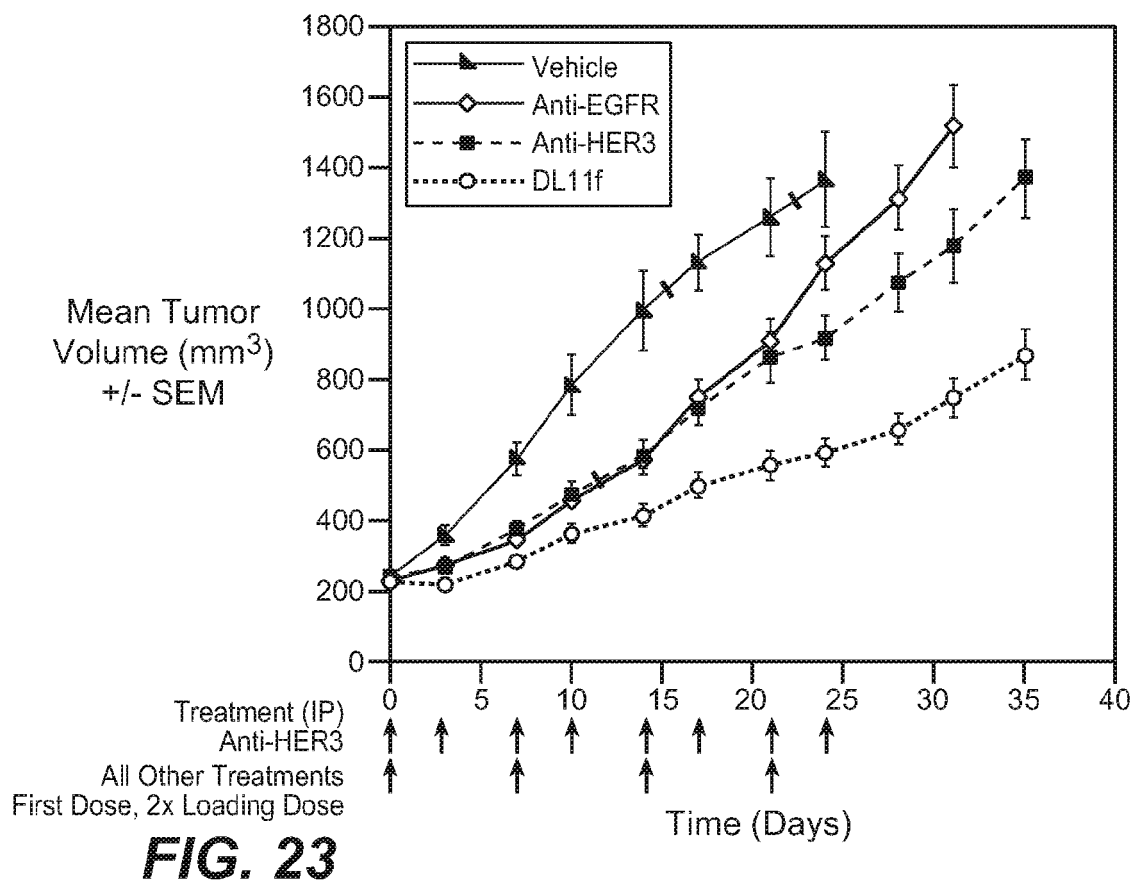 1800
1600
1400
1200
1000
800
600
400
200
0
Vehicle
Anti-EGFR
Anti-HER3
DL11f
Mean Tumor
Volume (mm³)
+/- SEM
0 5 10 15 20 25 30 35 40
Treatment (IP)
Anti-HER3
All Other Treatments
First Dose, 2x Loading Dose
Time (Days)
FIG. 23